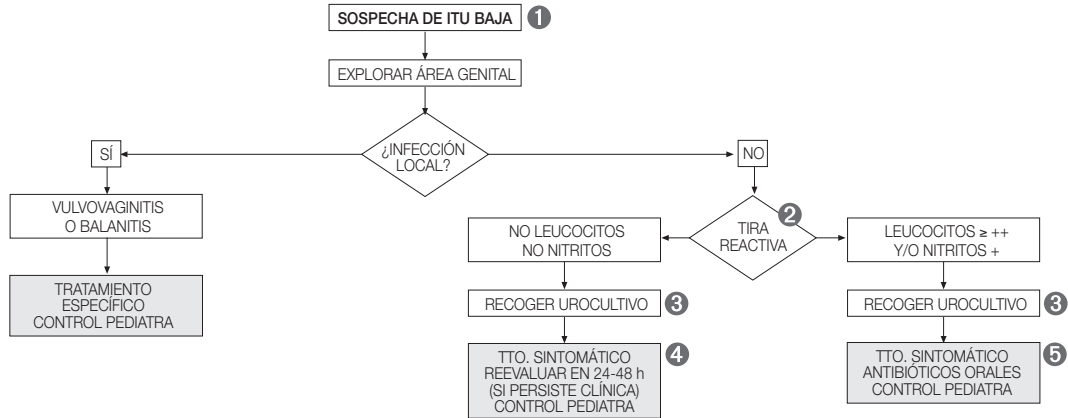 SOSPECHA DE ITU BAJA 1
EXPLORAR ÁREA GENITAL
¿INFECCIÓN
LOCAL?
SÍ
NO
VULVOVAGINITIS
O BALANITIS
TRATAMIENTO
ESPECÍFICO
CONTROL PEDIATRA
2
TIRA
REACTIVA
NO LEUCOCITOS
NO NITRITOS
RECOGER UROCULTIVO 3
TTO. SINTOMÁTICO 4
REEVALUAR EN 24-48 h
(SI PERSISTE CLÍNICA)
CONTROL PEDIATRA
LEUCOCITOS ≥ ++
Y/O NITRITOS +
RECOGER UROCULTIVO 3
TTO. SINTOMÁTICO 5
ANTIBIÓTICOS ORALES
CONTROL PEDIATRA